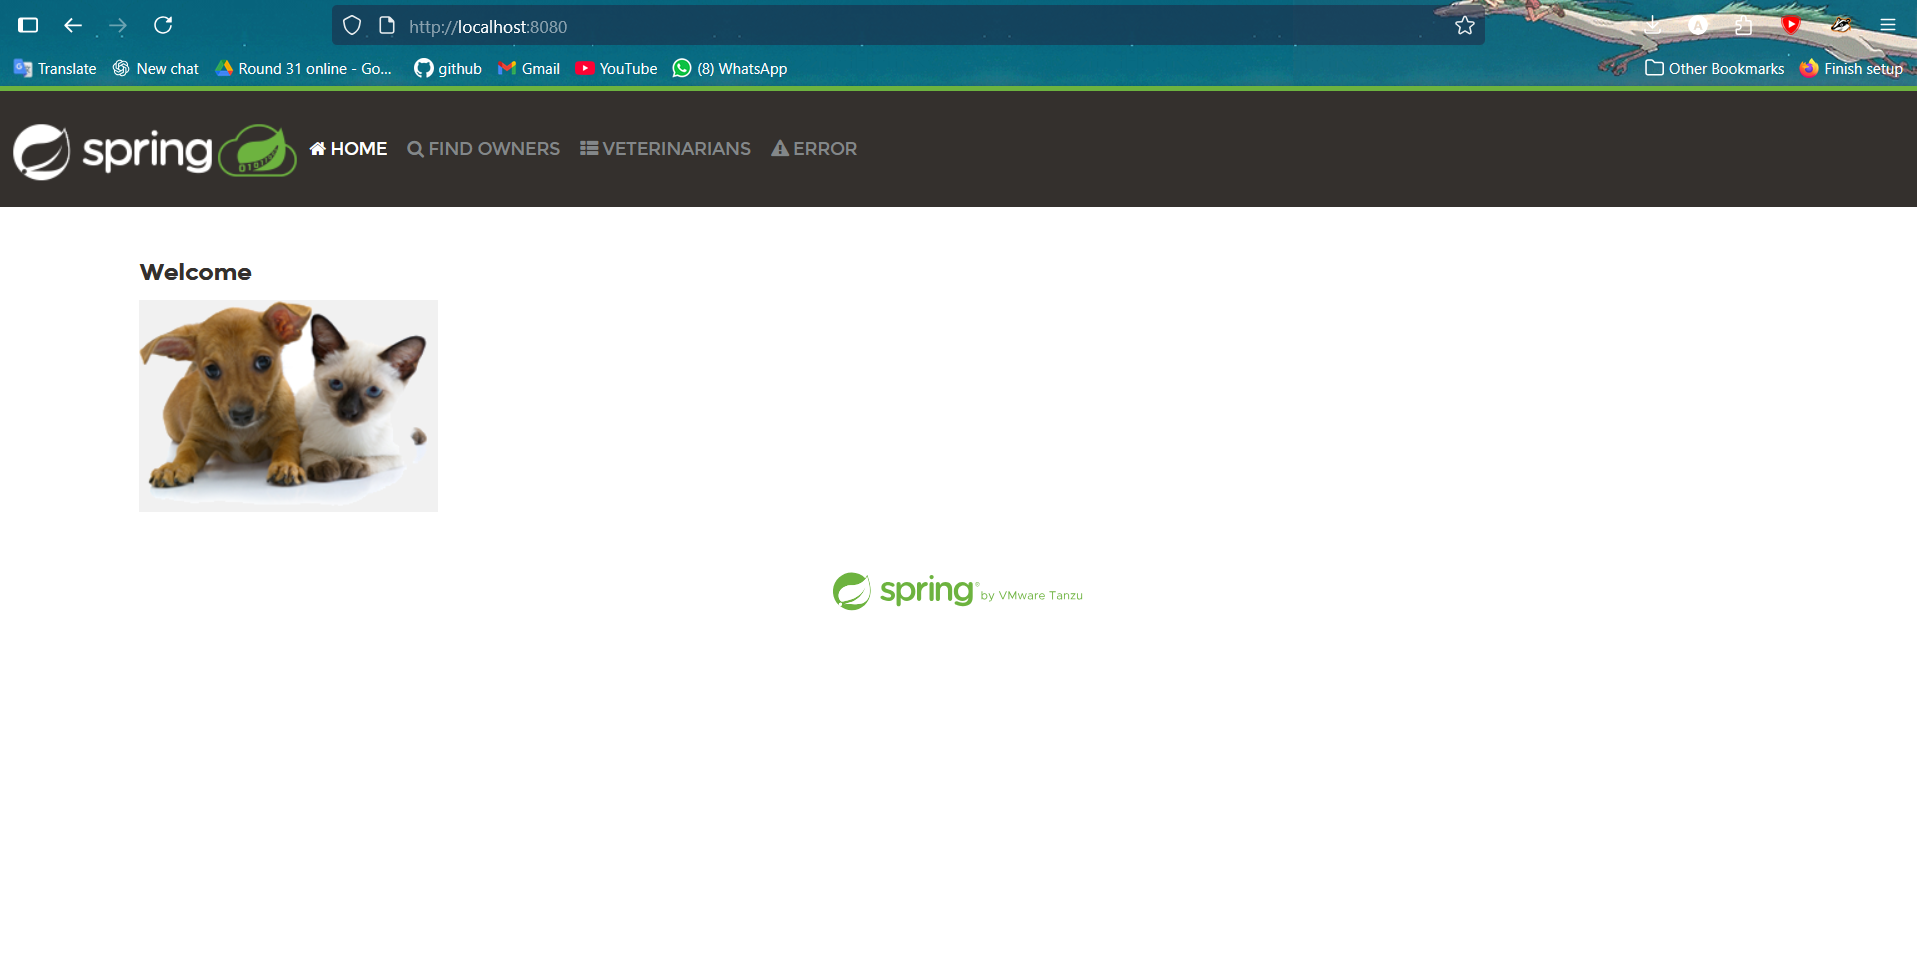 http://localhost:8080
Translate New chat Round 31 online - Go... github Gmail YouTube (8) WhatsApp Other Bookmarks Finish setup
spring HOME FIND OWNERS VETERINARIANS ERROR
Welcome
spring® by VMware Tanzu